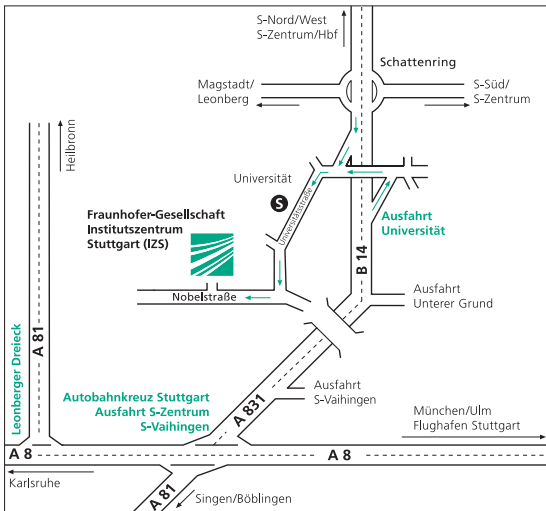 S-Nord/West
S-Zentrum/Hbf
Schattenring
Magstadt/
Leonberg
S-Süd/
S-Zentrum
Heilbronn
Universität
S
Universitätsstraße
Ausfahrt
Universität
Fraunhofer-Gesellschaft
Institutszentrum
Stuttgart (IZS)
B 14
Nobelstraße
Ausfahrt
Unterer Grund
A 81
Leonberger Dreieck
Autobahnkreuz Stuttgart
Ausfahrt S-Zentrum
S-Vaihingen
A 831
Ausfahrt
S-Vaihingen
München/Ulm
Flughafen Stuttgart
A 8
A 8
Karlsruhe
A 81
Singen/Böblingen